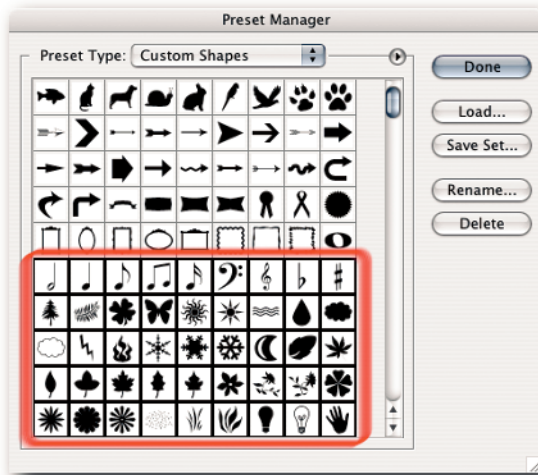 Preset Manager
Preset Type: Custom Shapes
Done
Load...
Save Set...
Rename...
Delete